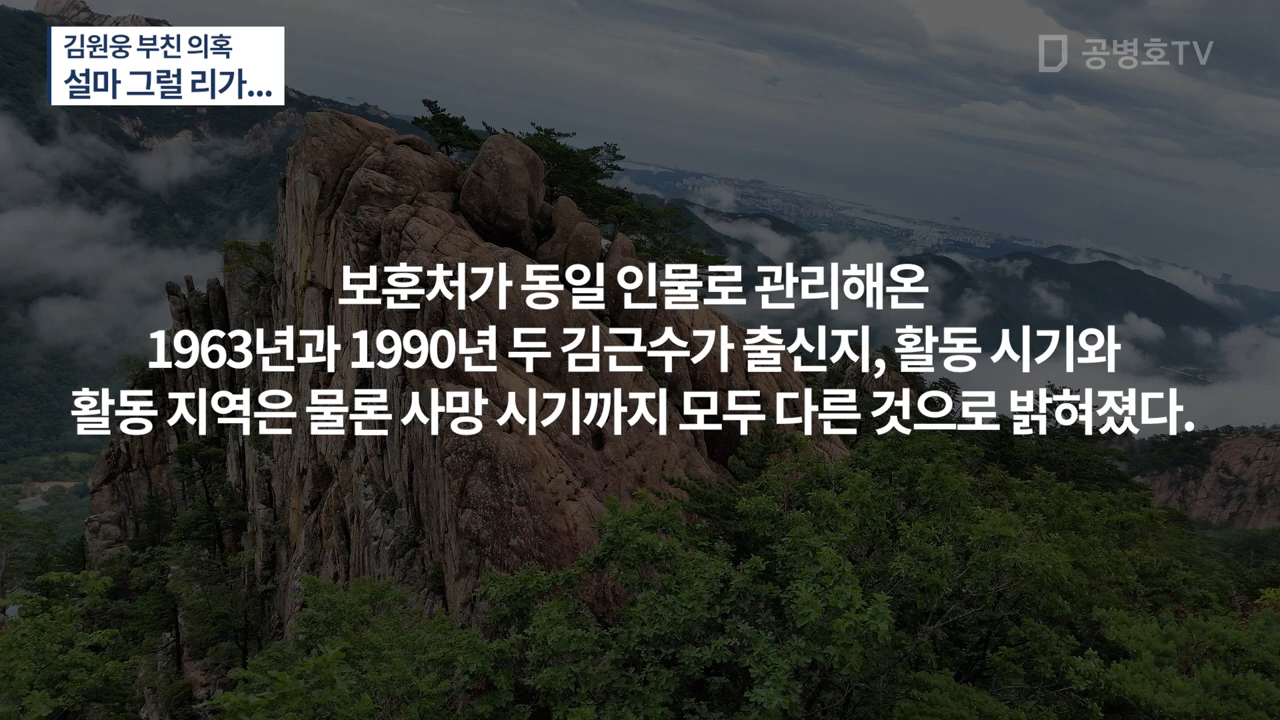 김원웅 부친 의혹
설마 그럴 리가...
공병호TV
보훈처가 동일 인물로 관리해온
1963년과 1990년 두 김근수가 출신지, 활동 시기와
활동 지역은 물론 사망 시기까지 모두 다른 것으로 밝혀졌다.